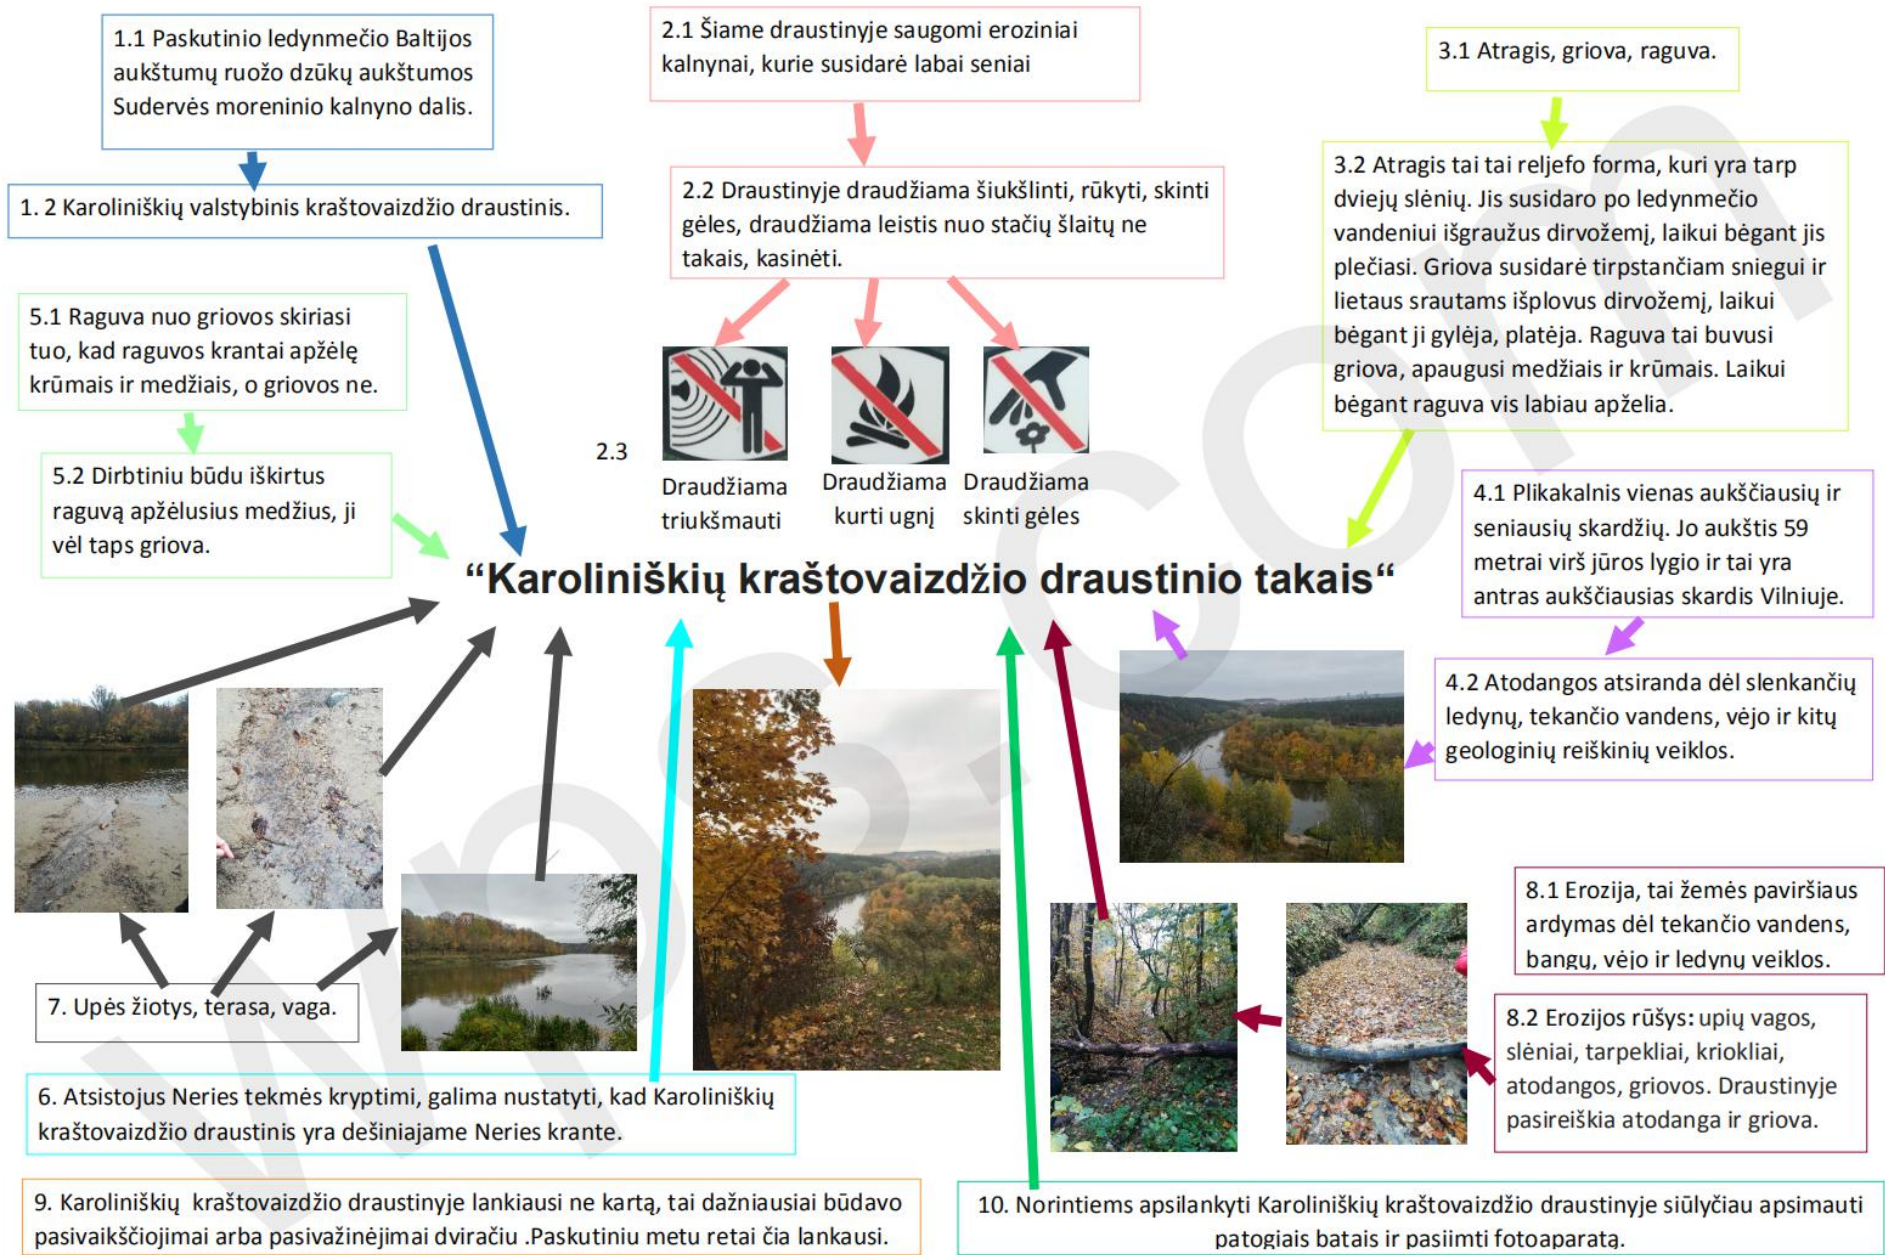 1.1 Paskutinio ledynmečio Baltijos
aukštumų ruožo dzūkų aukštumos
Sudervės moreninio kalnyno dalis.
1. 2 Karoliniškių valstybinis kraštovaizdžio draustinis.
2.1 Šiame draustinyje saugomi eroziniai
kalnynai, kurie susidarė labai seniai
2.2 Draustinyje draudžiama šiukšlinti, rūkyti, skinti
gėles, draudžiama leistis nuo stačių šlaitų ne
takais, kasinėti.
2.3
Draudžiama
triukšmauti
Draudžiama
kurti ugnį
Draudžiama
skinti gėles
3.1 Atragis, griova, raguva.
3.2 Atragis tai tai reljefo forma, kuri yra tarp
dviejų slėnių. Jis susidaro po ledynmečio
vandeniui išgraužus dirvožemį, laikui bėgant jis
plečiasi. Griova susidarė tirpstančiam sniegui ir
lietaus srautams išplovus dirvožemį, laikui
bėgant ji gylėja, platėja. Raguva tai buvusi
griova, apaugusi medžiais ir krūmais. Laikui
bėgant raguva vis labiau apželia.
5.1 Raguva nuo griovos skiriasi
tuo, kad raguvos krantai apžėlę
krūmais ir medžiais, o griovos ne.
5.2 Dirbtiniu būdu iškirtus
raguvą apžėlusius medžius, ji
vėl taps griova.
4.1 Plikakalnis vienas aukščiausių ir
seniausių skardžių. Jo aukštis 59
metrai virš jūros lygio ir tai yra
antras aukščiausias skardis Vilniuje.
4.2 Atodangos atsiranda dėl slenkančių
ledynų, tekančio vandens, vėjo ir kitų
geologinių reiškinių veiklos.
“Karoliniškių kraštovaizdžio draustinio takais“
7. Upės žiotys, terasa, vaga.
6. Atsistojus Neries tekmės kryptimi, galima nustatyti, kad Karoliniškių
kraštovaizdžio draustinis yra dešiniajame Neries krante.
8.1 Erozija, tai žemės paviršiaus
ardymas dėl tekančio vandens,
bangų, vėjo ir ledynų veiklos.
8.2 Erozijos rūšys: upių vagos,
slėniai, tarpekliai, kriokliai,
atodangos, griovos. Draustinyje
pasireiškia atodanga ir griova.
9. Karoliniškių  kraštovaizdžio draustinyje lankiausi ne kartą, tai dažniausiai būdavo
pasivaikščiojimai arba pasivažinėjimai dviračiu .Paskutiniu metu retai čia lankausi.
10. Norintiems apsilankyti Karoliniškių kraštovaizdžio draustinyje siūlyčiau apsimauti
patogiais batais ir pasiimti fotoaparatą.
wps.com